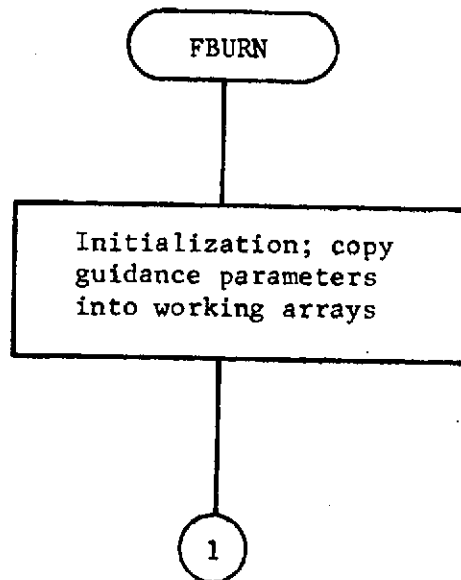 FBURN
Initialization; copy
guidance parameters
into working arrays
1